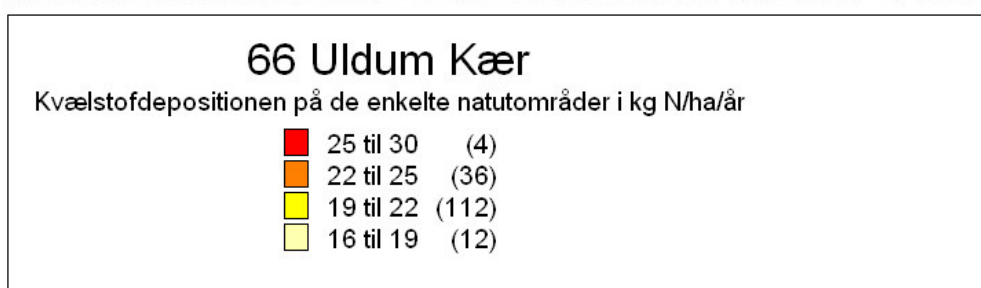 66 Uldum Kær
Kvælstofdepositionen på de enkelte natutområder i kg N/ha/år
25 til 30 (4)
22 til 25 (36)
19 til 22 (112)
16 til 19 (12)